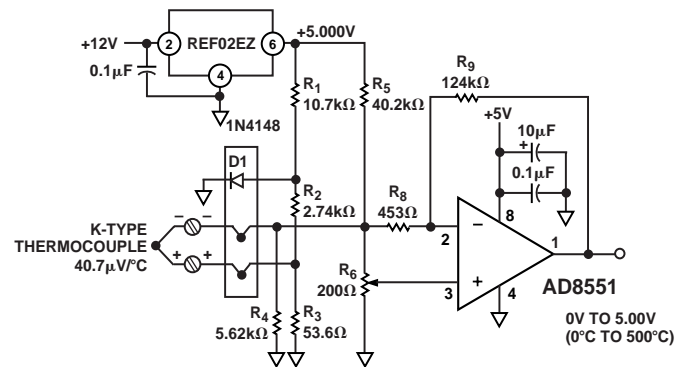 +12V
2
REF02EZ
6
+5.000V
0.1µF
4
1N4148
R1
10.7kΩ
R5
40.2kΩ
R9
124kΩ
+5V
10µF
+
0.1µF
D1
R2
2.74kΩ
R8
453Ω
K-TYPE
THERMOCOUPLE
40.7µV/°C
– –
+ +
2
–
8
1
3
+
4
R6
200Ω
AD8551
R4
5.62kΩ
R3
53.6Ω
0V TO 5.00V
(0°C TO 500°C)